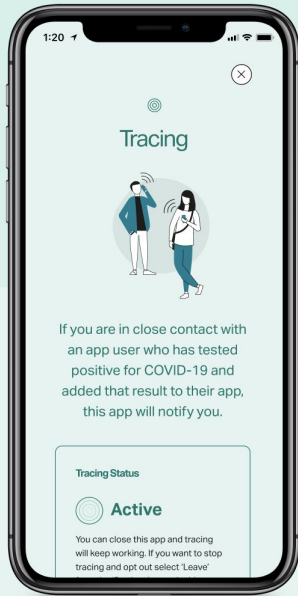 1:20
Tracing
If you are in close contact with
an app user who has tested
positive for COVID-19 and
added that result to their app,
this app will notify you.
Tracing Status
Active
You can close this app and tracing
will keep working. If you want to stop
tracing and opt out select ‘Leave’